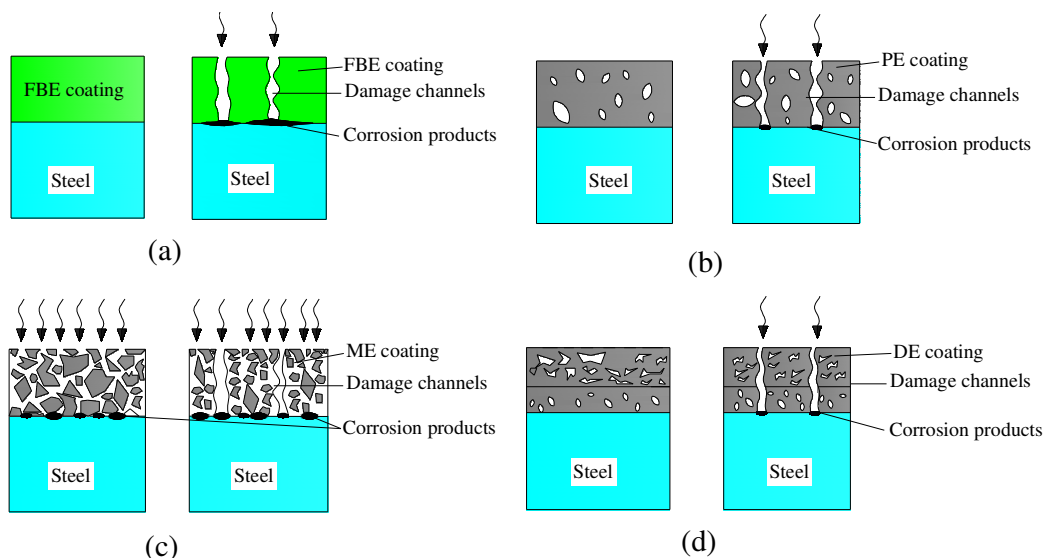 FBE coating
Steel
FBE coating
Damage channels
Corrosion products
Steel
(a)
PE coating
Damage channels
Corrosion products
Steel
Steel
(b)
ME coating
Damage channels
Corrosion products
Steel
Steel
(c)
DE coating
Damage channels
Corrosion products
Steel
Steel
(d)